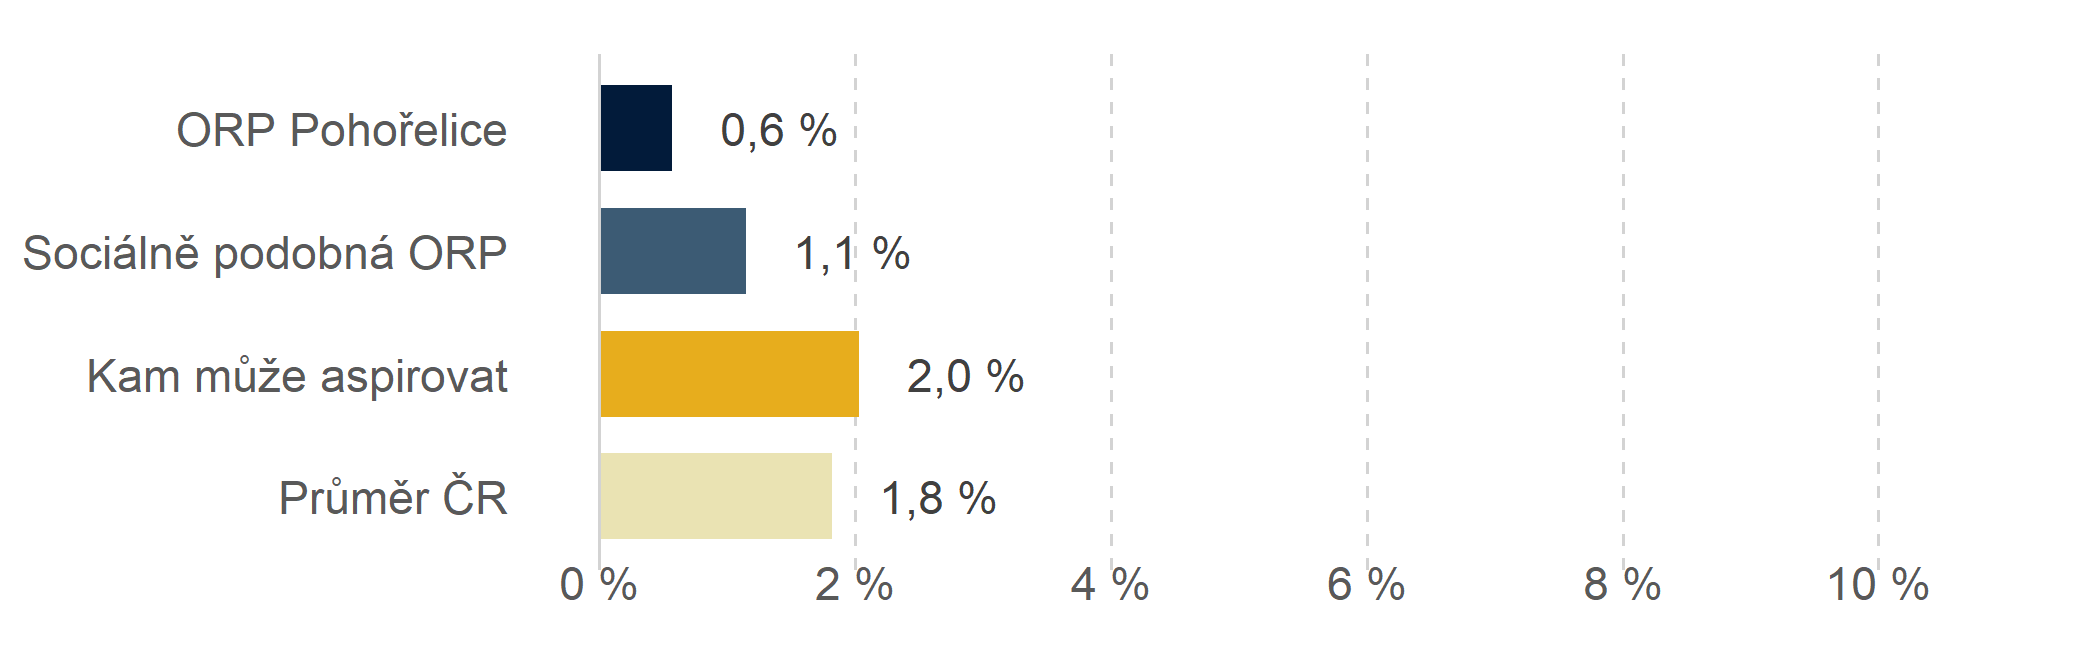 ORP Pohořelice
0,6 %
Sociálně podobná ORP
1,1 %
Kam může aspirovat
2,0 %
Průměr ČR
1,8 %
0 %
2 %
4 %
6 %
8 %
10 %